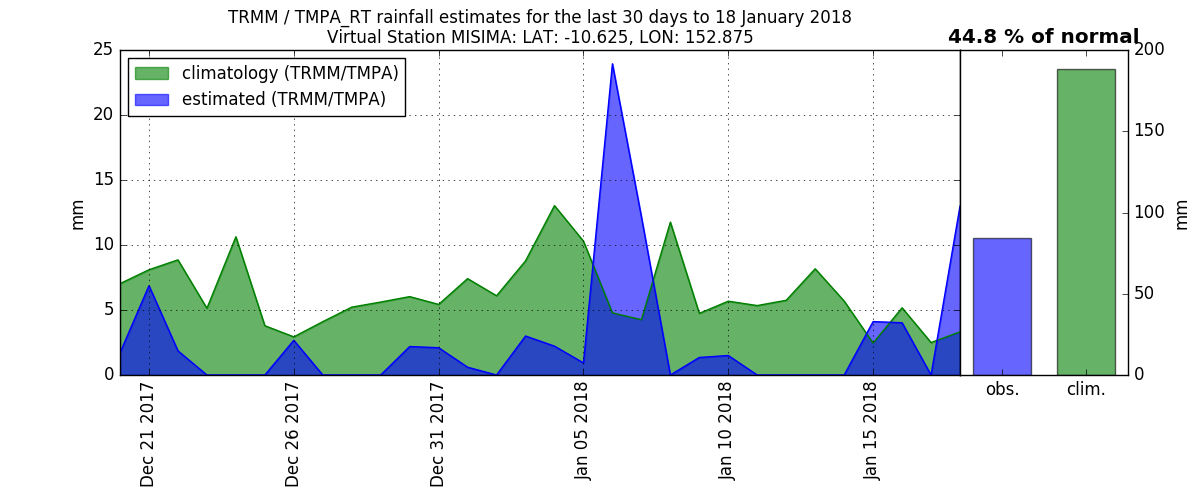 TRMM / TMPA_RT rainfall estimates for the last 30 days to 18 January 2018
Virtual Station MISIMA: LAT: -10.625, LON: 152.875
44.8 % of normal
climatology (TRMM/TMPA)
estimated (TRMM/TMPA)
25
20
15
10
5
0
mm
Dec 21 2017
Dec 26 2017
Dec 31 2017
Jan 05 2018
Jan 10 2018
Jan 15 2018
obs.
clim.
200
150
100
50
0
mm